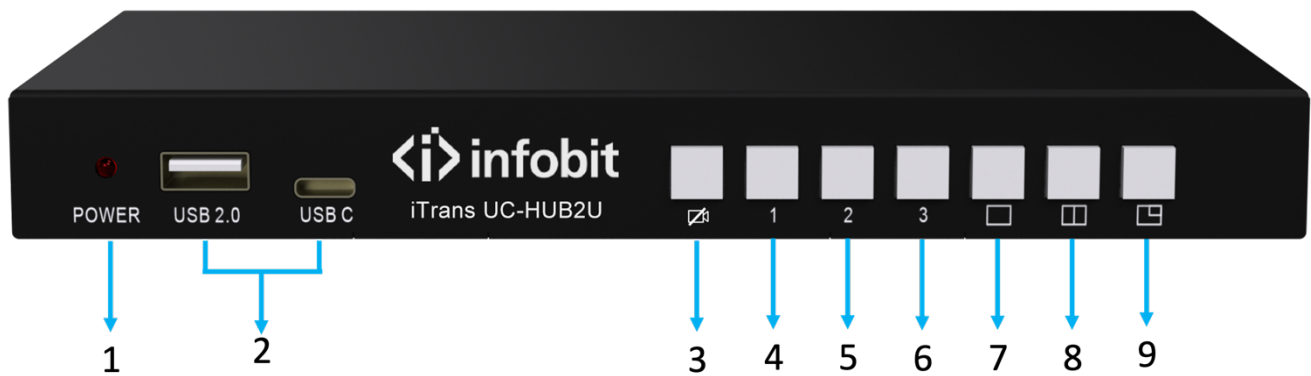 <i> infobit
iTrans UC-HUB2U
POWER USB 2.0 USB C 1 2 3
1 2 3 4 5 6 7 8 9